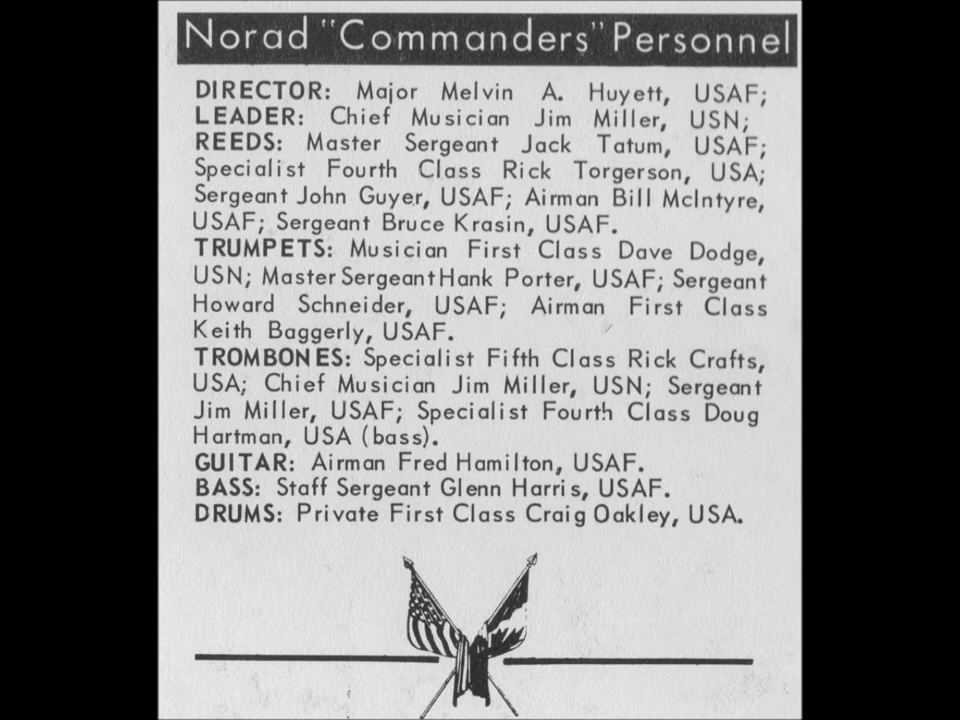 Norad "Commanders" Personnel
DIRECTOR: Major Melvin A. Huyett, USAF;
LEADER: Chief Musician Jim Miller, USN;
REEDS: Master Sergeant Jack Tatum, USAF;
Specialist Fourth Class Rick Torgerson, USA;
Sergeant John Guyer, USAF; Airman Bill McIntyre,
USAF; Sergeant Bruce Krasin, USAF.
TRUMPETS: Musician First Class Dave Dodge,
USN; Master Sergeant Hank Porter, USAF; Sergeant
Howard Schneider, USAF; Airman First Class
Keith Baggerly, USAF.
TROMBONES: Specialist Fifth Class Rick Crafts,
USA; Chief Musician Jim Miller, USN; Sergeant
Jim Miller, USAF; Specialist Fourth Class Doug
Hartman, USA (bass).
GUITAR: Airman Fred Hamilton, USAF.
BASS: Staff Sergeant Glenn Harris, USAF.
DRUMS: Private First Class Craig Oakley, USA.